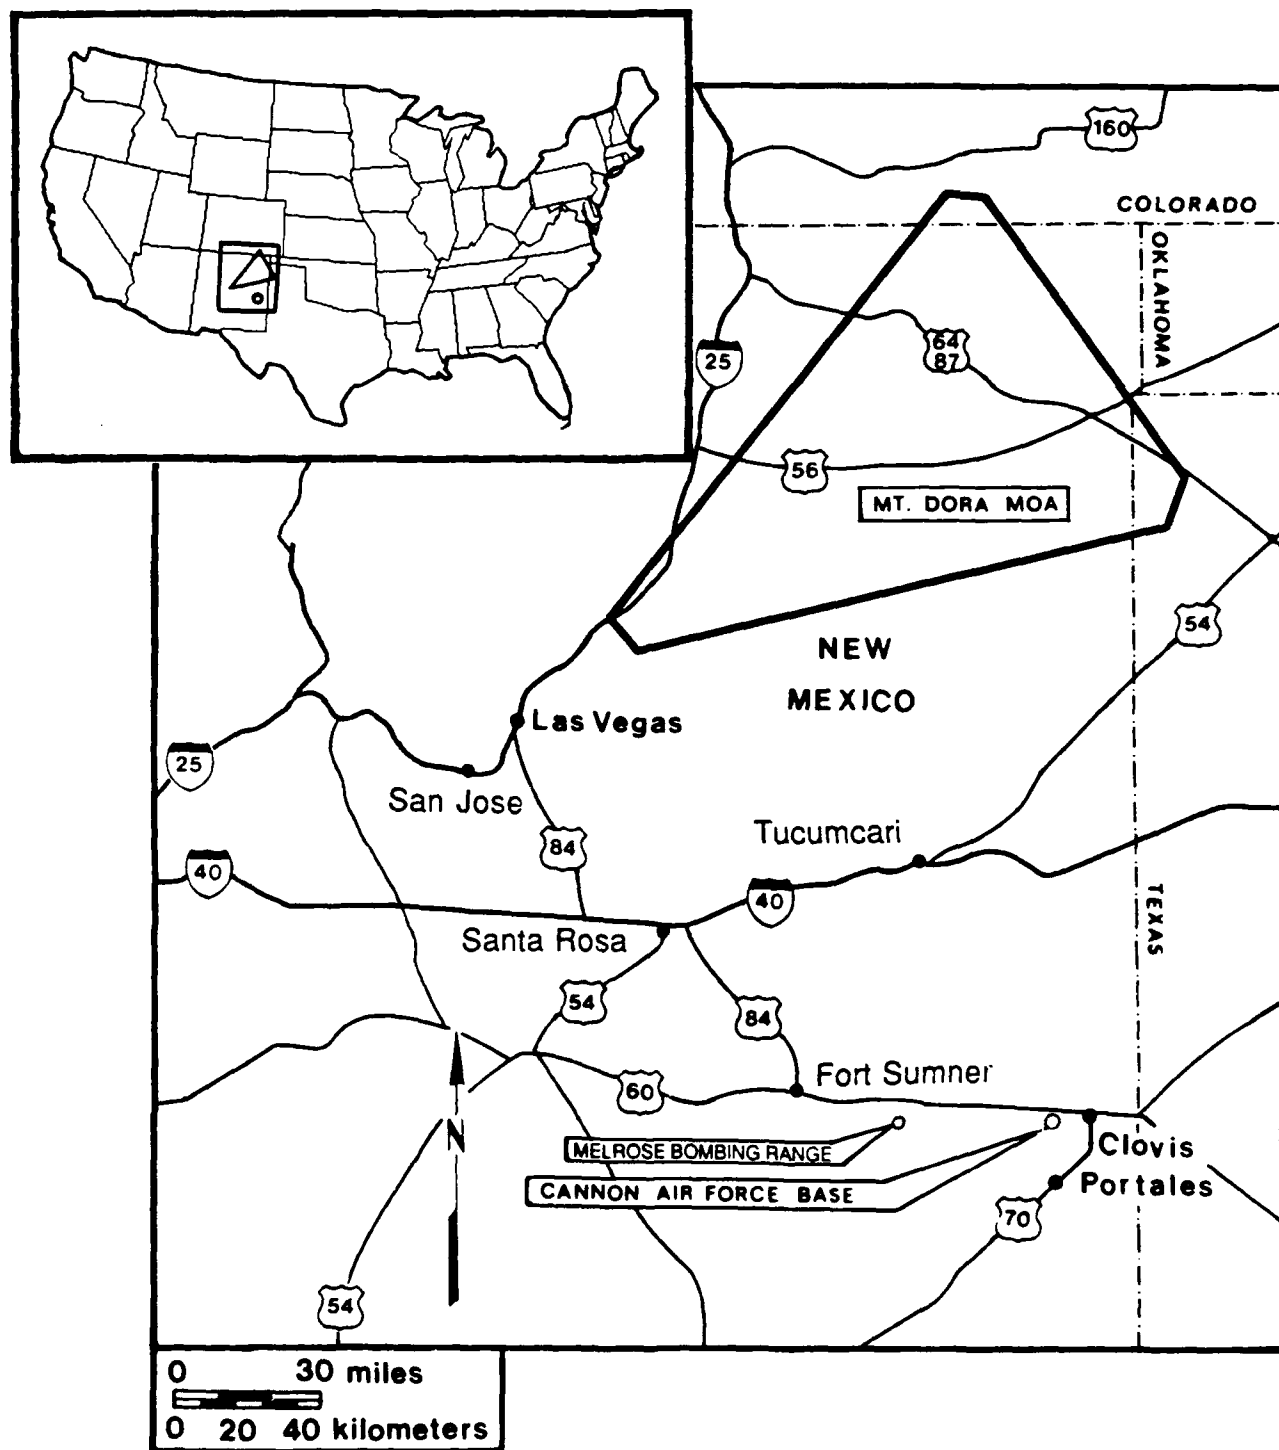 160
COLORADO
OKLAHOMA
64
87
25
56
MT. DORA MOA
54
NEW
MEXICO
Las Vegas
25
San Jose
Tucumcari
84
40
40
TEXAS
Santa Rosa
54
84
Fort Sumner
60
N
MELROSE BOMBING RANGE
Clovis
CANNON AIR FORCE BASE
Portales
70
54
0 30 miles
0 20 40 kilometers